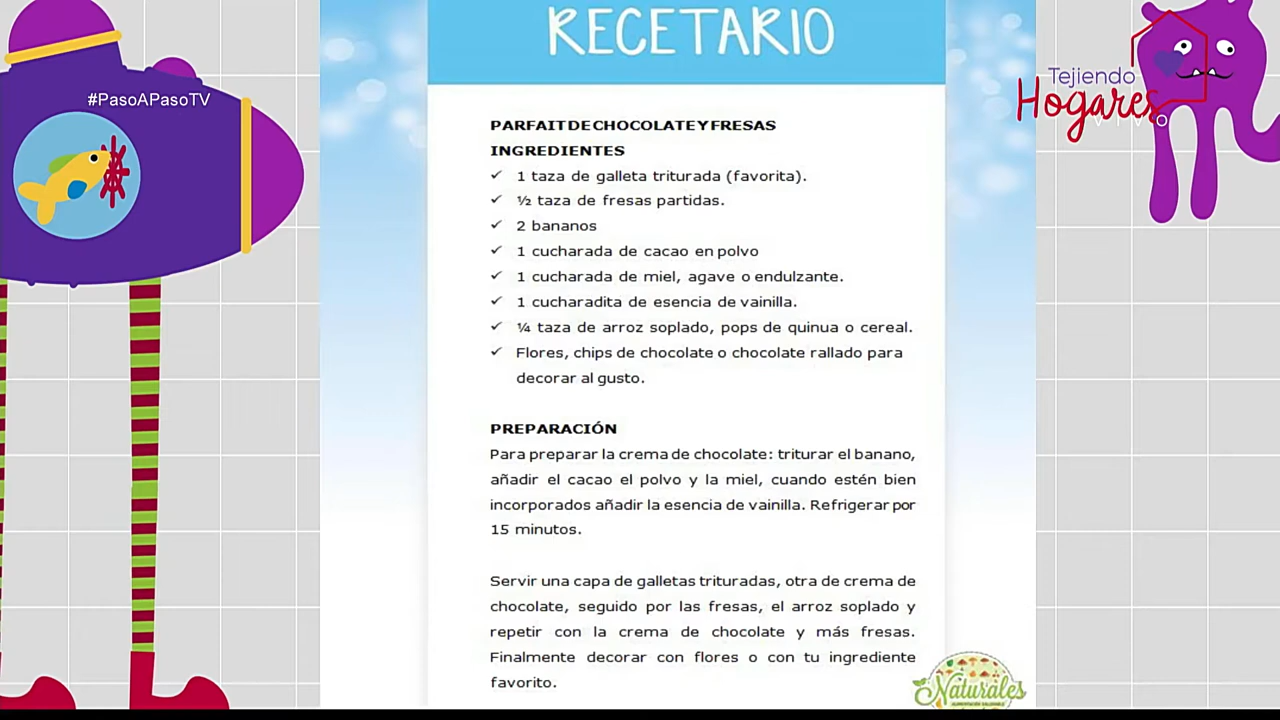 RECETARIO
#PasoAPasoTV
Tejiendo
Hogares
PARFAIT DE CHOCOLATE Y FRESAS
INGREDIENTES
✓ 1 taza de galleta triturada (favorita).
✓ ½ taza de fresas partidas.
✓ 2 bananos
✓ 1 cucharada de cacao en polvo
✓ 1 cucharada de miel, agave o endulzante.
✓ 1 cucharadita de esencia de vainilla.
✓ ¼ taza de arroz soplado, pops de quinua o cereal.
✓ Flores, chips de chocolate o chocolate rallado para
decorar al gusto.
PREPARACIÓN
Para preparar la crema de chocolate: triturar el banano,
añadir el cacao el polvo y la miel, cuando estén bien
incorporados añadir la esencia de vainilla. Refrigerar por
15 minutos.
Servir una capa de galletas trituradas, otra de crema de
chocolate, seguido por las fresas, el arroz soplado y
repetir con la crema de chocolate y más fresas.
Finalmente decorar con flores o con tu ingrediente
favorito.
Naturales